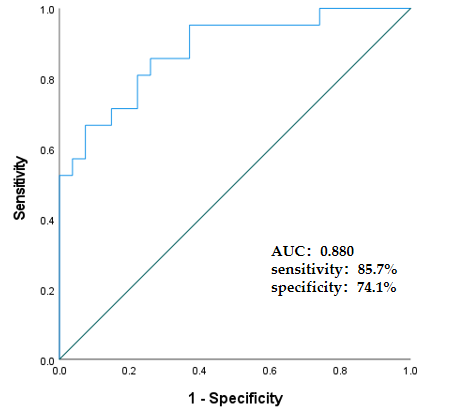 1.0
0.8
0.6
0.4
0.2
0.0
Sensitivity
AUC：0.880
sensitivity：85.7%
specificity：74.1%
0.0 0.2 0.4 0.6 0.8 1.0
1 - Specificity